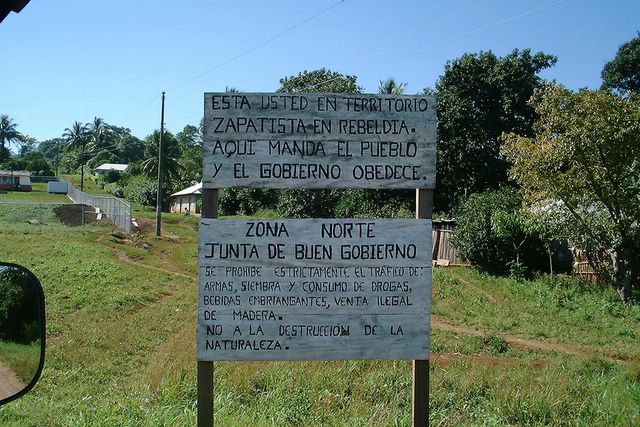 ESTA USTED EN TERRITORIO
ZAPATISTA EN REBELDIA.
AQUI MANDA EL PUEBLO
Y EL GOBIERNO OBEDECE.
ZONA NORTE
JUNTA DE BUEN GOBIERNO
SE PROHIBE ESTRICTAMENTE EL TRAFICO DE:
ARMAS, SIEMBRA Y CONSUMO DE DROGAS,
BEBIDAS EMBRIANGANTES, VENTA ILEGAL
DE MADERA.
NO A LA DESTRUCCIÓN DE LA
NATURALEZA.